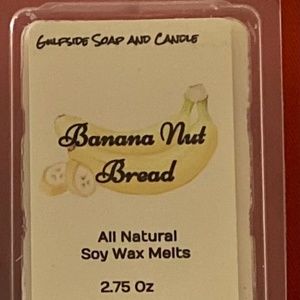 Gulfside Soap and Candle
Banana Nut
Bread
All Natural
Soy Wax Melts
2.75 Oz